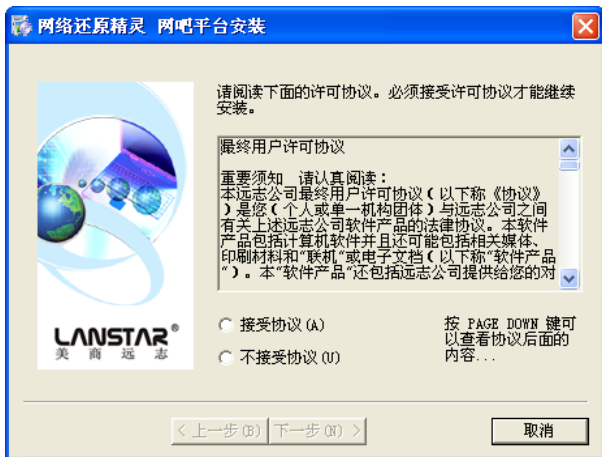 网络还原精灵 网吧平台安装
请阅读下面的许可协议。必须接受许可协议才能继续
安装。
最终用户许可协议
重要须知 请认真阅读：
本远志公司最终用户许可协议（以下称《协议》
）是您（个人或单一机构团体）与远志公司之间
有关上述远志公司软件产品的法律协议。本软件
产品包括计算机软件并且还可能包括相关媒体、
印刷材料和“联机”或电子文档（以下称“软件产品
”）。本“软件产品”还包括远志公司提供给您的对
LANSTAR®
美商远志
接受协议(A)
不接受协议(U)
按 PAGE DOWN 键可
以查看协议后面的
内容...
< 上一步(B)
下一步(N) >
取消